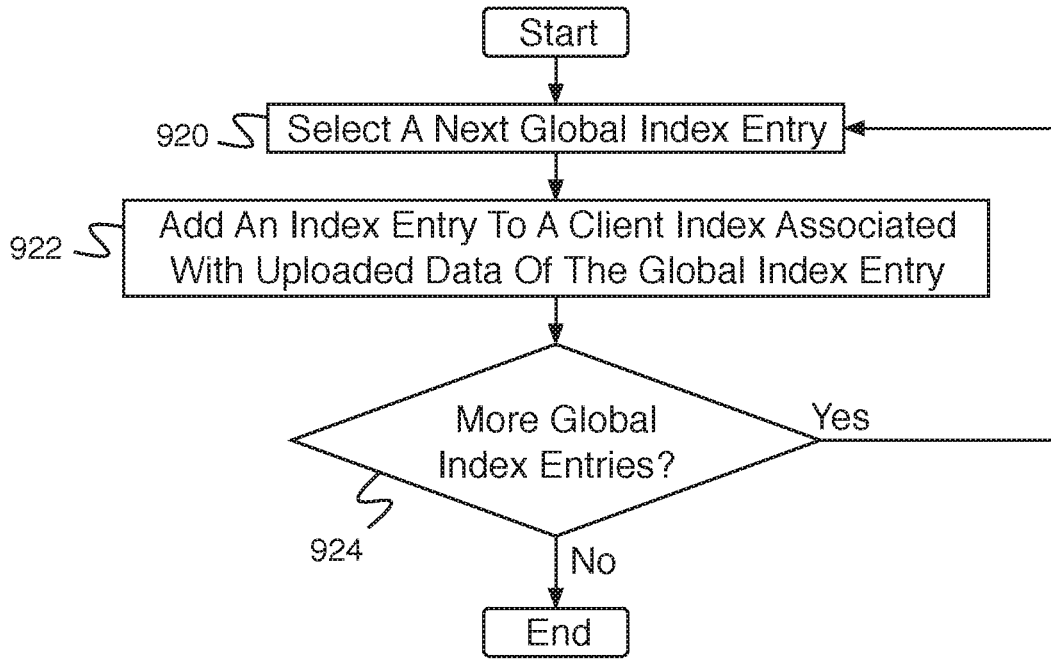 Start
920
Select A Next Global Index Entry
922
Add An Index Entry To A Client Index Associated
With Uploaded Data Of The Global Index Entry
More Global
Index Entries?
Yes
924
No
End